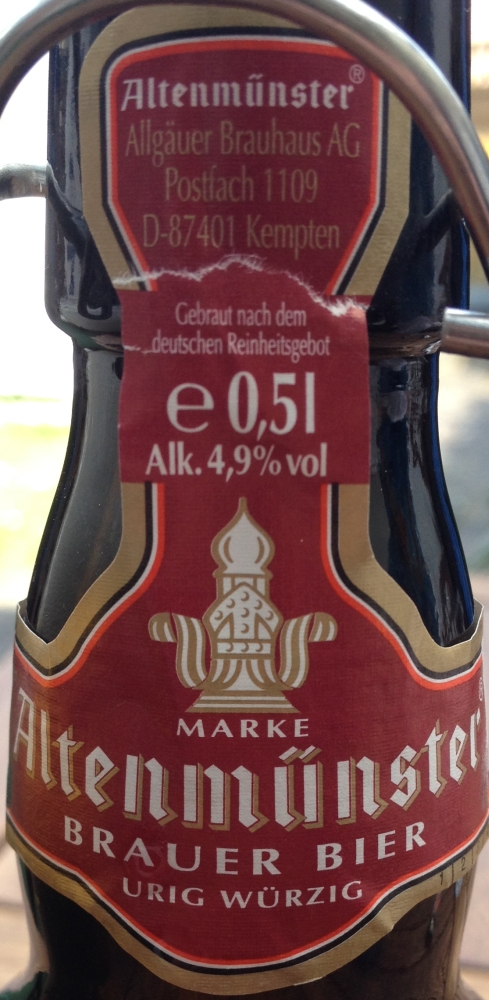 Altenmünster®
Allgäuer Brauhaus AG
Postfach 1109
D-87401 Kempten
Gebraut nach dem
deutschen Reinheitsgebot
e 0,5l
Alk. 4,9% vol
MARKE
Altenmünster®
BRAUER BIER
URIG WÜRZIG